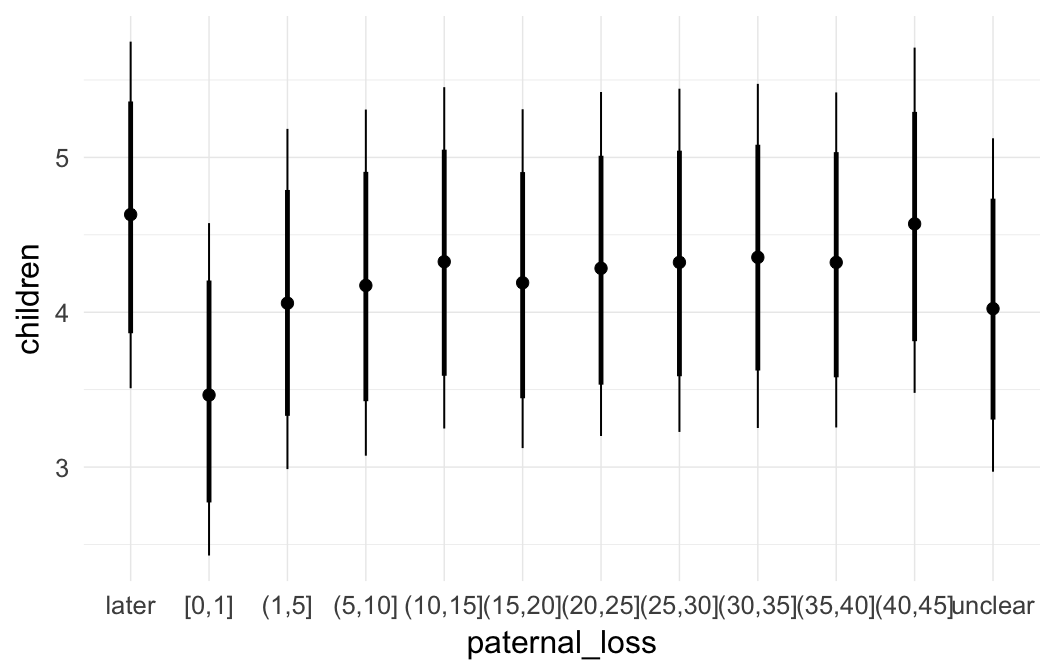 children
5
4
3
later [0,1] (1,5] (5,10] (10,15] (15,20] (20,25] (25,30] (30,35] (35,40] (40,45] unclear
paternal_loss